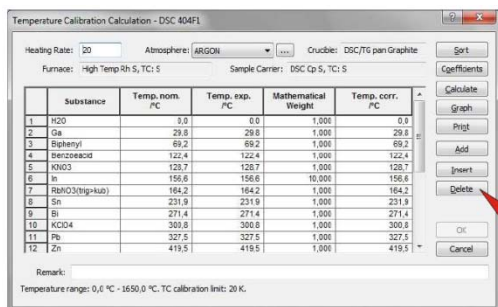 Temperature Calibration Calculation - DSC 404F1
Heating Rate: 20 Atmosphere: ARGON ... Crucible: DSC/TG pan Graphite
Furnace: High Temp Rh S, TC: S Sample Carrier: DSC Cp S, TC: S
Substance Temp. nom. /°C Temp. exp. /°C Mathematical Weight Temp. corr. /°C
1 H2O 0,0 0,0 1,000 0,0
2 Ga 29,8 29,8 1,000 29,8
3 Biphenyl 69,2 69,2 1,000 69,2
4 Benzoeacid 122,4 122,4 1,000 122,4
5 KNO3 128,7 128,7 1,000 128,7
6 In 156,6 156,6 10,000 156,6
7 RbNO3(trig>kub) 164,2 164,2 1,000 164,2
8 Sn 231,9 231,9 1,000 231,9
9 Bi 271,4 271,4 1,000 271,4
10 KClO4 300,8 300,8 1,000 300,8
11 Pb 327,5 327,5 1,000 327,5
12 Zn 419,5 419,5 1,000 419,5
Sort
Coefficients
Calculate
Graph
Print
Add
Insert
Delete
OK
Cancel
Remark:
Temperature range: 0,0 °C - 1650,0 °C. TC calibration limit: 20 K.